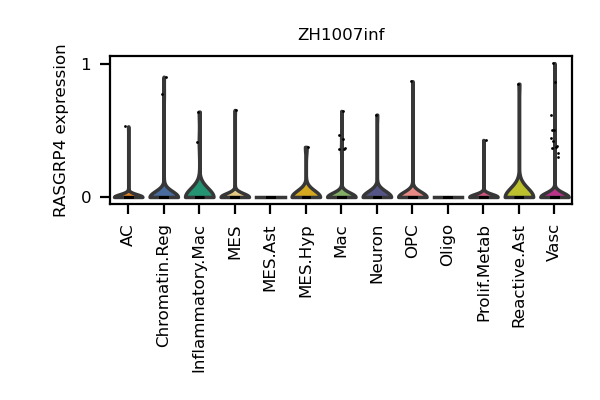 ZH1007inf
RASGRP4 expression
1
0
AC
Chromatin.Reg
Inflammatory.Mac
MES
MES.Ast
MES.Hyp
Mac
Neuron
OPC
Oligo
Prolif.Metab
Reactive.Ast
Vasc